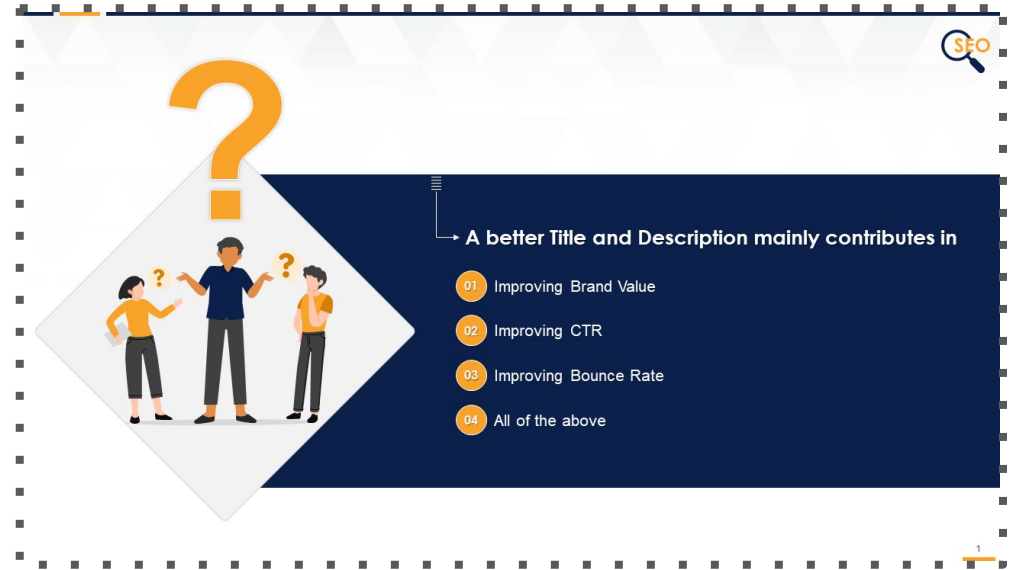 SEO
?
?
?
A better Title and Description mainly contributes in
01 Improving Brand Value
02 Improving CTR
03 Improving Bounce Rate
04 All of the above
1